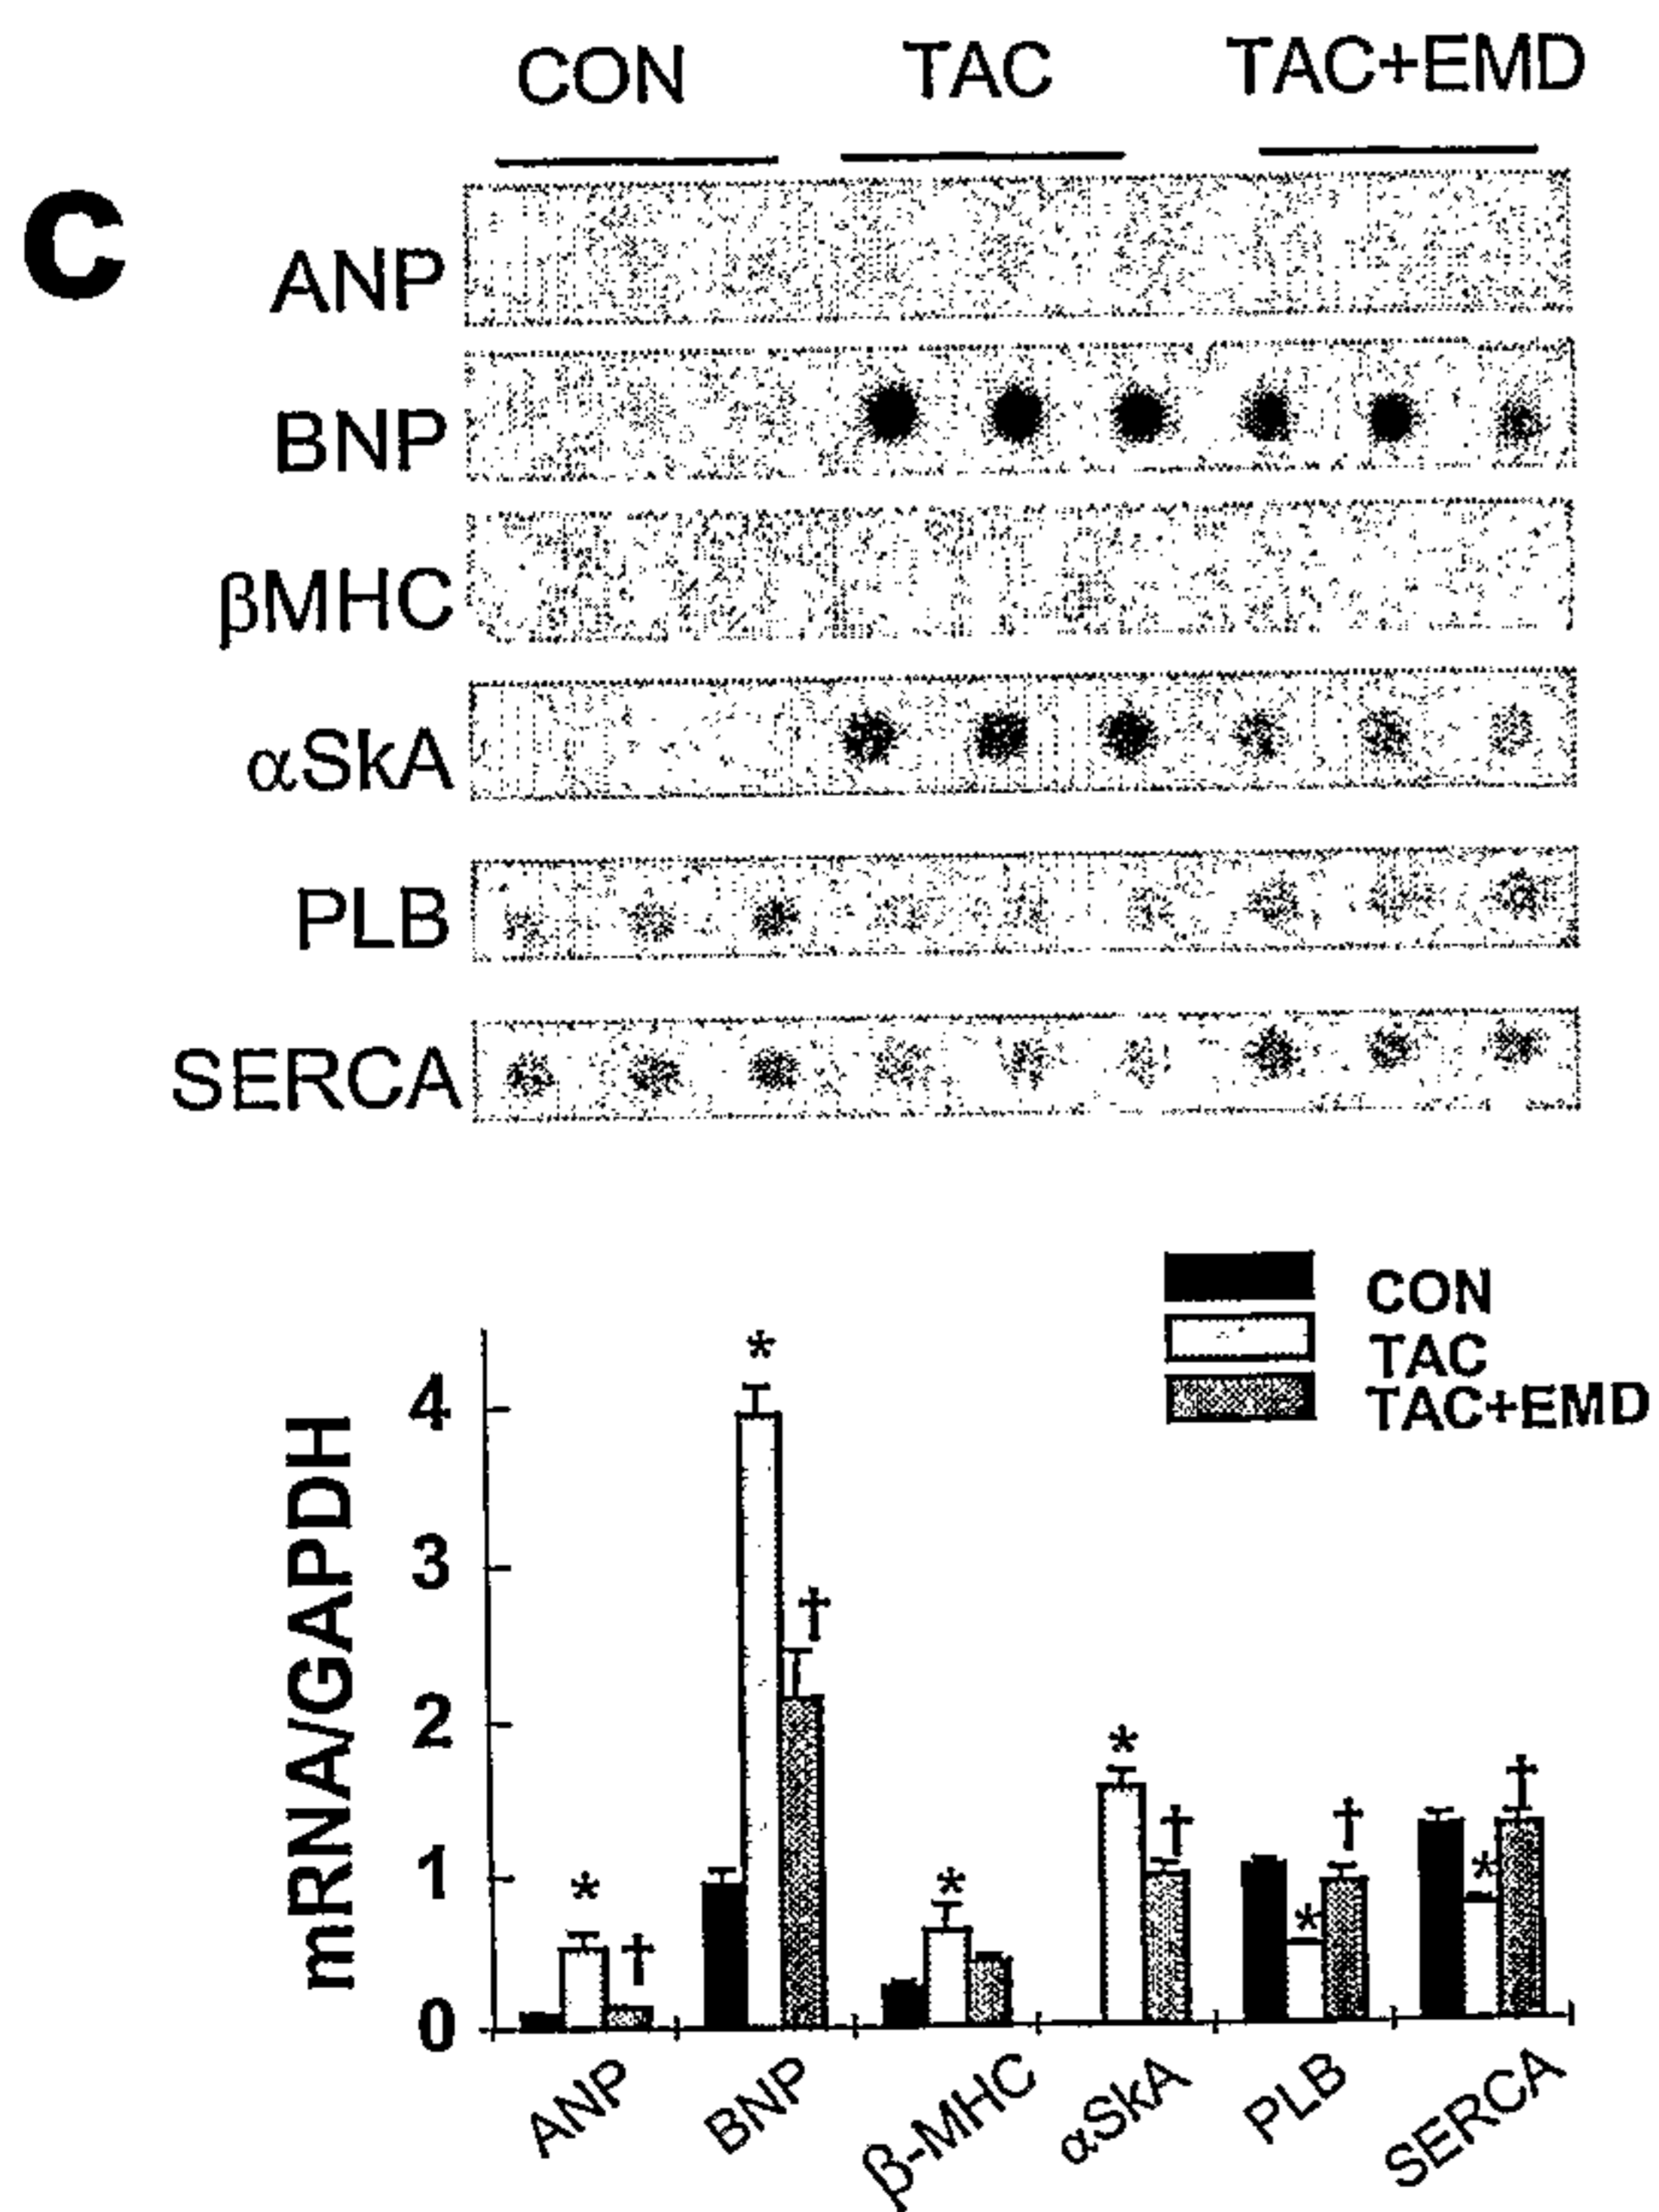 CON TAC TAC+EMD
C
ANP
BNP
βMHC
αSkA
PLB
SERCA
CON
TAC
TAC+EMD
mRNA/GAPDH
4
3
2
1
0
*
†
*
†
*
*
†
*
†
*
†
ANP BNP β-MHC αSkA PLB SERCA